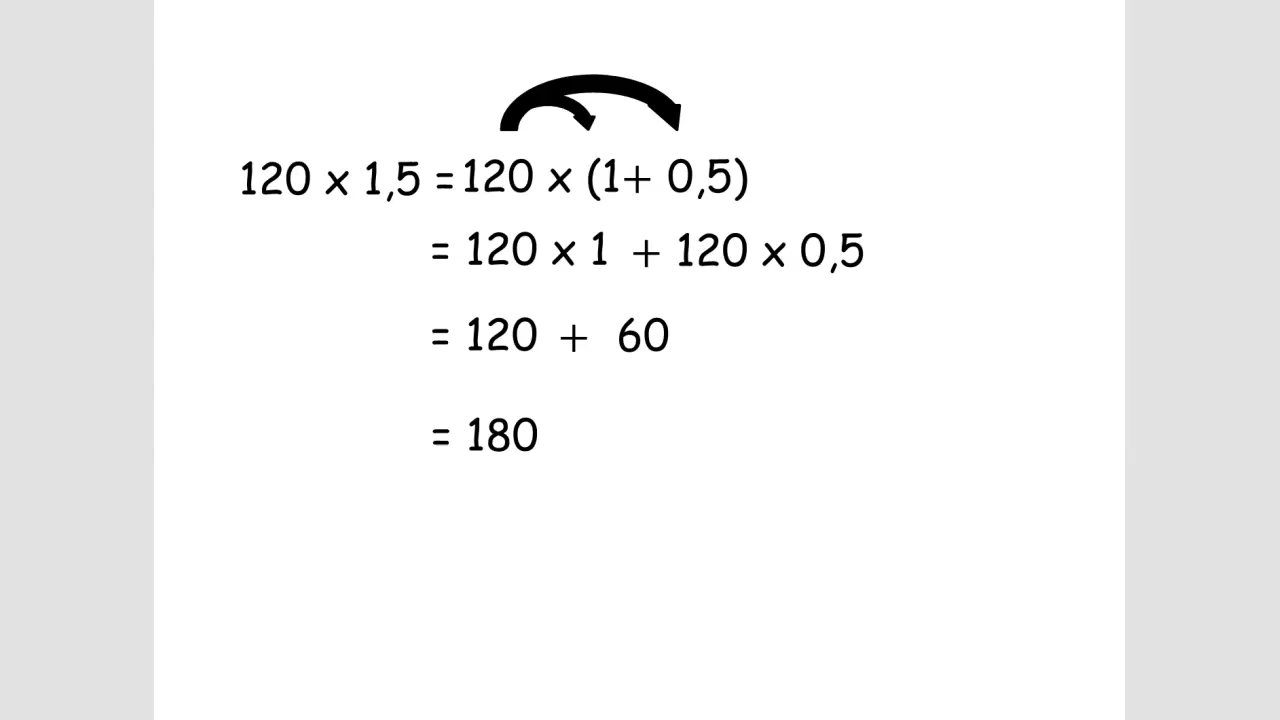 120 x 1,5 = 120 x (1+ 0,5)
= 120 x 1 + 120 x 0,5
= 120 + 60
= 180